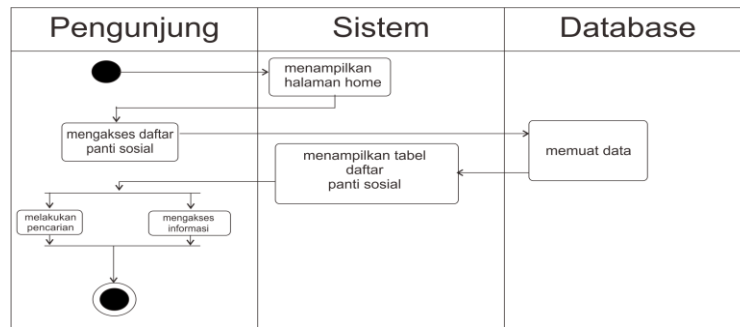 Pengunjung
Sistem
Database
menampilkan
halaman home
mengakses daftar
panti sosial
memuat data
menampilkan tabel
daftar
panti sosial
melakukan
pencarian
mengakses
informasi